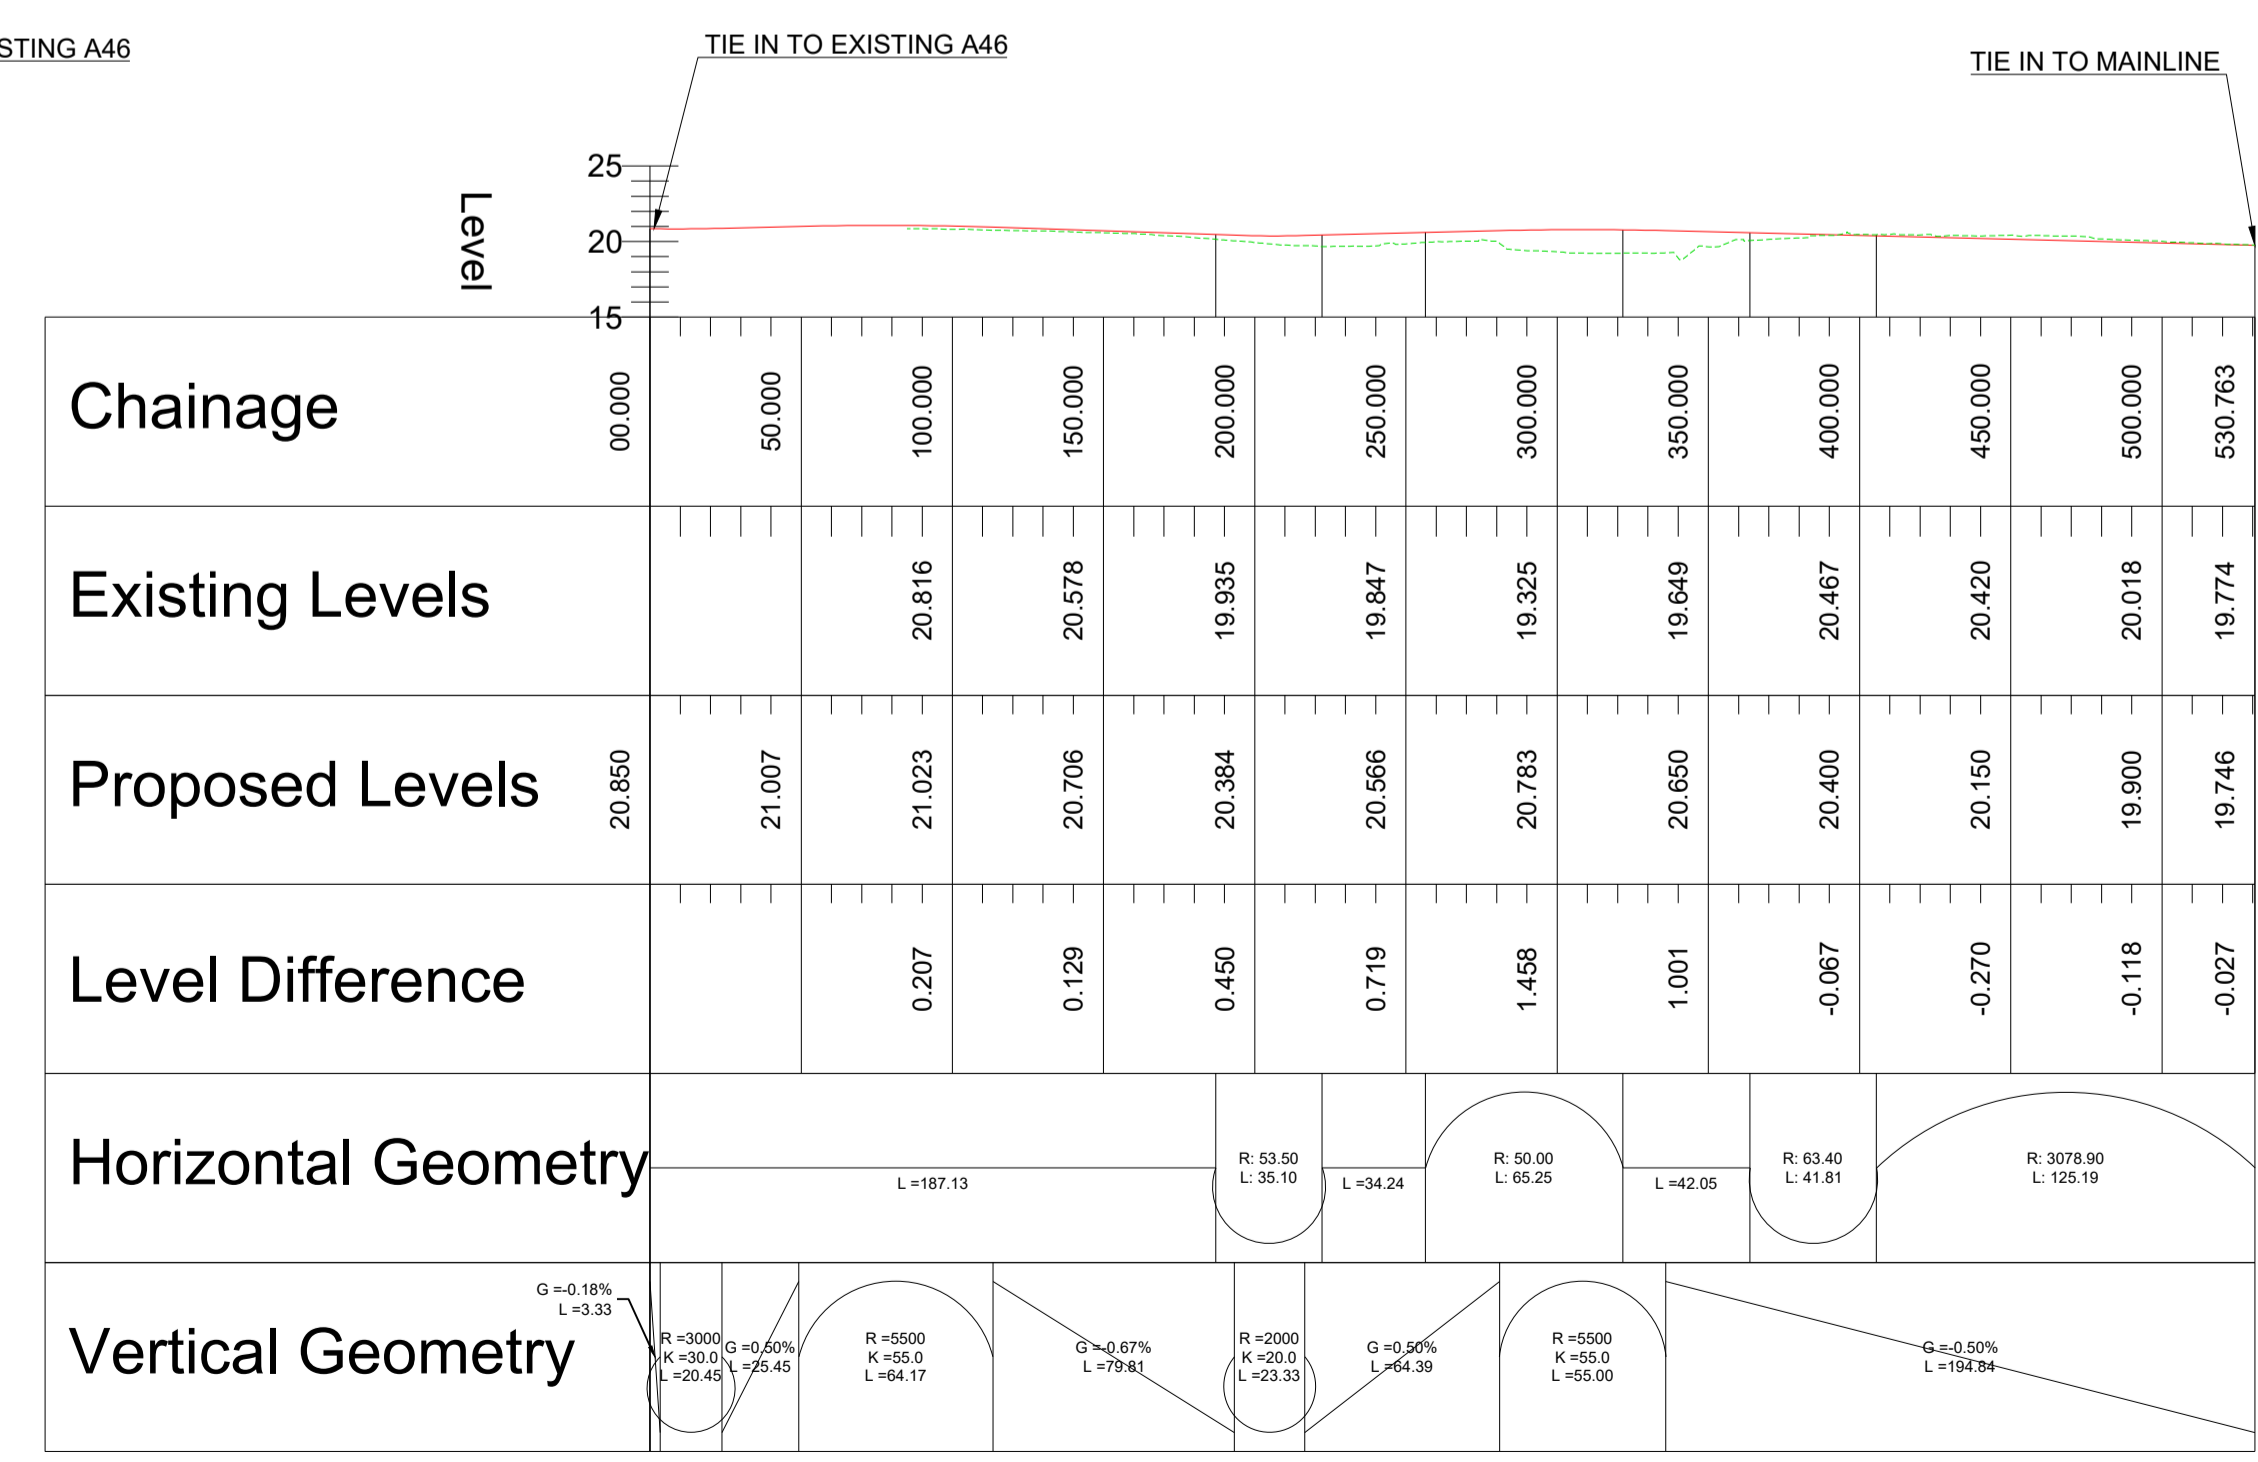 STING A46
TIE IN TO EXISTING A46
TIE IN TO MAINLINE
Level
25
20
15
Chainage
00.000 50.000 100.000 150.000 200.000 250.000 300.000 350.000 400.000 450.000 500.000 530.763
Existing Levels
20.816 20.578 19.935 19.847 19.325 19.649 20.467 20.420 20.018 19.774
Proposed Levels
20.850 21.007 21.023 20.706 20.384 20.566 20.783 20.650 20.400 20.150 19.900 19.746
Level Difference
0.207 0.129 0.450 0.719 1.458 1.001 -0.067 -0.270 -0.118 -0.027
Horizontal Geometry
L =187.13
R: 53.50
L: 35.10
L =34.24
R: 50.00
L: 65.25
L =42.05
R: 63.40
L: 41.81
R: 3078.90
L: 125.19
Vertical Geometry
G =-0.18%
L =3.33
R =3000
K =30.0
L =20.45
G =0.50%
L =25.45
R =5500
K =55.0
L =64.17
G =-0.67%
L =79.81
R =2000
K =20.0
L =23.33
G =0.50%
L =64.39
R =5500
K =55.0
L =55.00
G =-0.50%
L =194.84